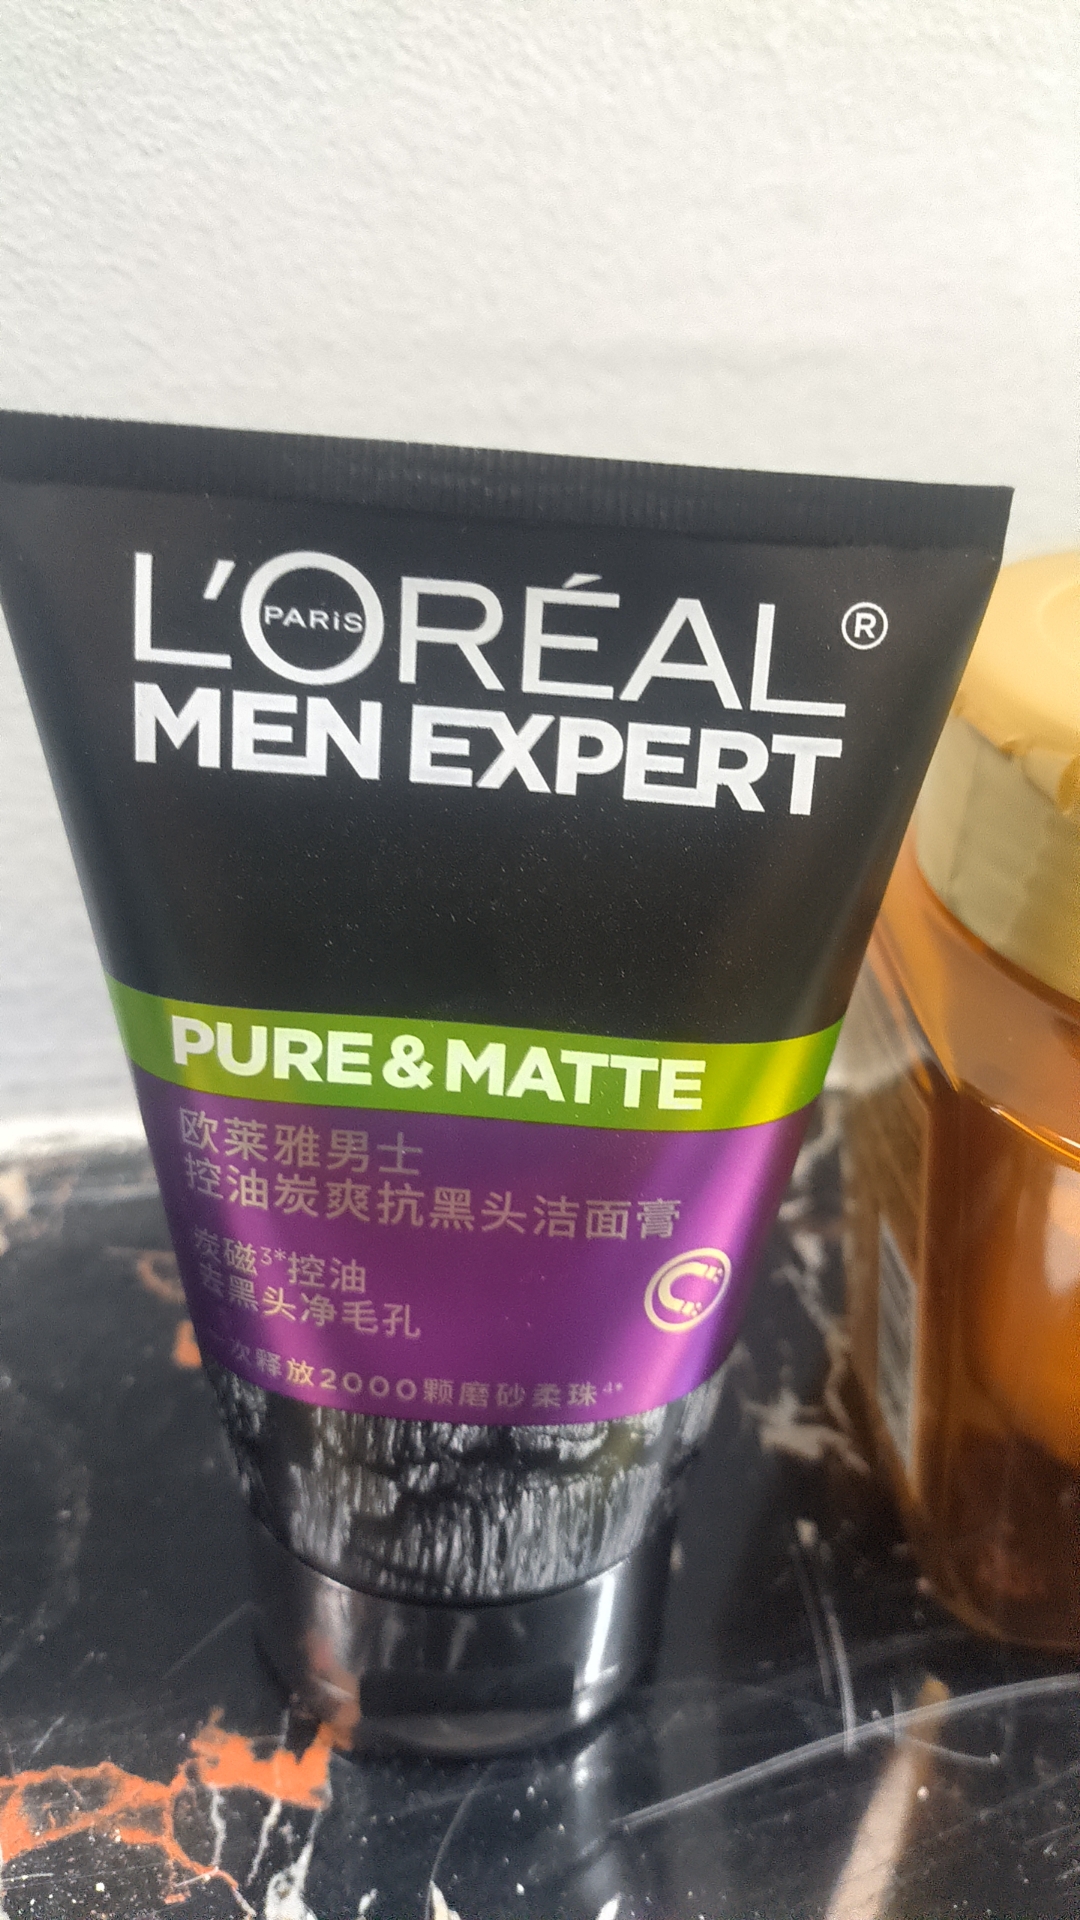 L'ORÉAL®
PARiS
MEN EXPERT
PURE & MATTE
欧莱雅男士
控油炭爽抗黑头洁面膏
炭磁3*控油
去黑头净毛孔
一次释放2000颗磨砂柔珠4*